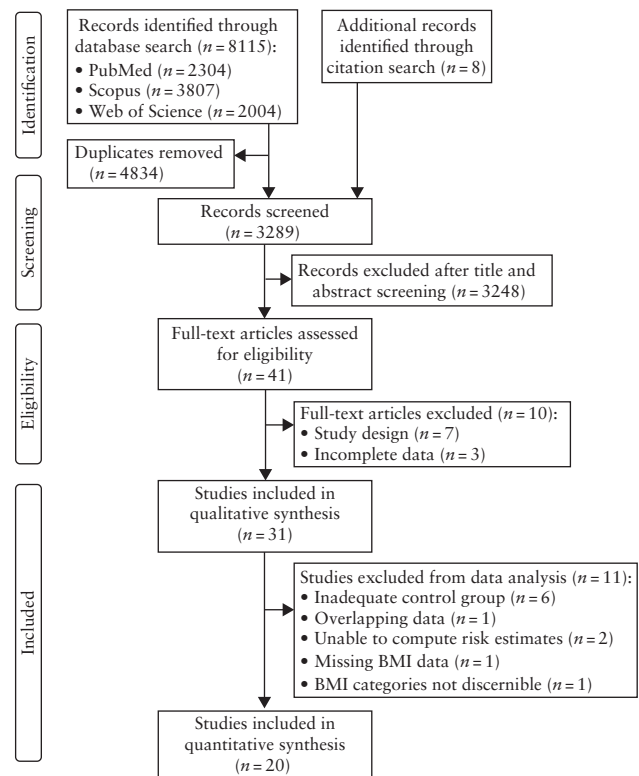 Identification
Records identified through
database search (n = 8115):
• PubMed (n = 2304)
• Scopus (n = 3807)
• Web of Science (n = 2004)
Additional records
identified through
citation search (n = 8)
Duplicates removed
(n = 4834)
Screening
Records screened
(n = 3289)
Records excluded after title and
abstract screening (n = 3248)
Eligibility
Full-text articles assessed
for eligibility
(n = 41)
Full-text articles excluded (n = 10):
• Study design (n = 7)
• Incomplete data (n = 3)
Included
Studies included in
qualitative synthesis
(n = 31)
Studies excluded from data analysis (n = 11):
• Inadequate control group (n = 6)
• Overlapping data (n = 1)
• Unable to compute risk estimates (n = 2)
• Missing BMI data (n = 1)
• BMI categories not discernible (n = 1)
Studies included in
quantitative synthesis
(n = 20)